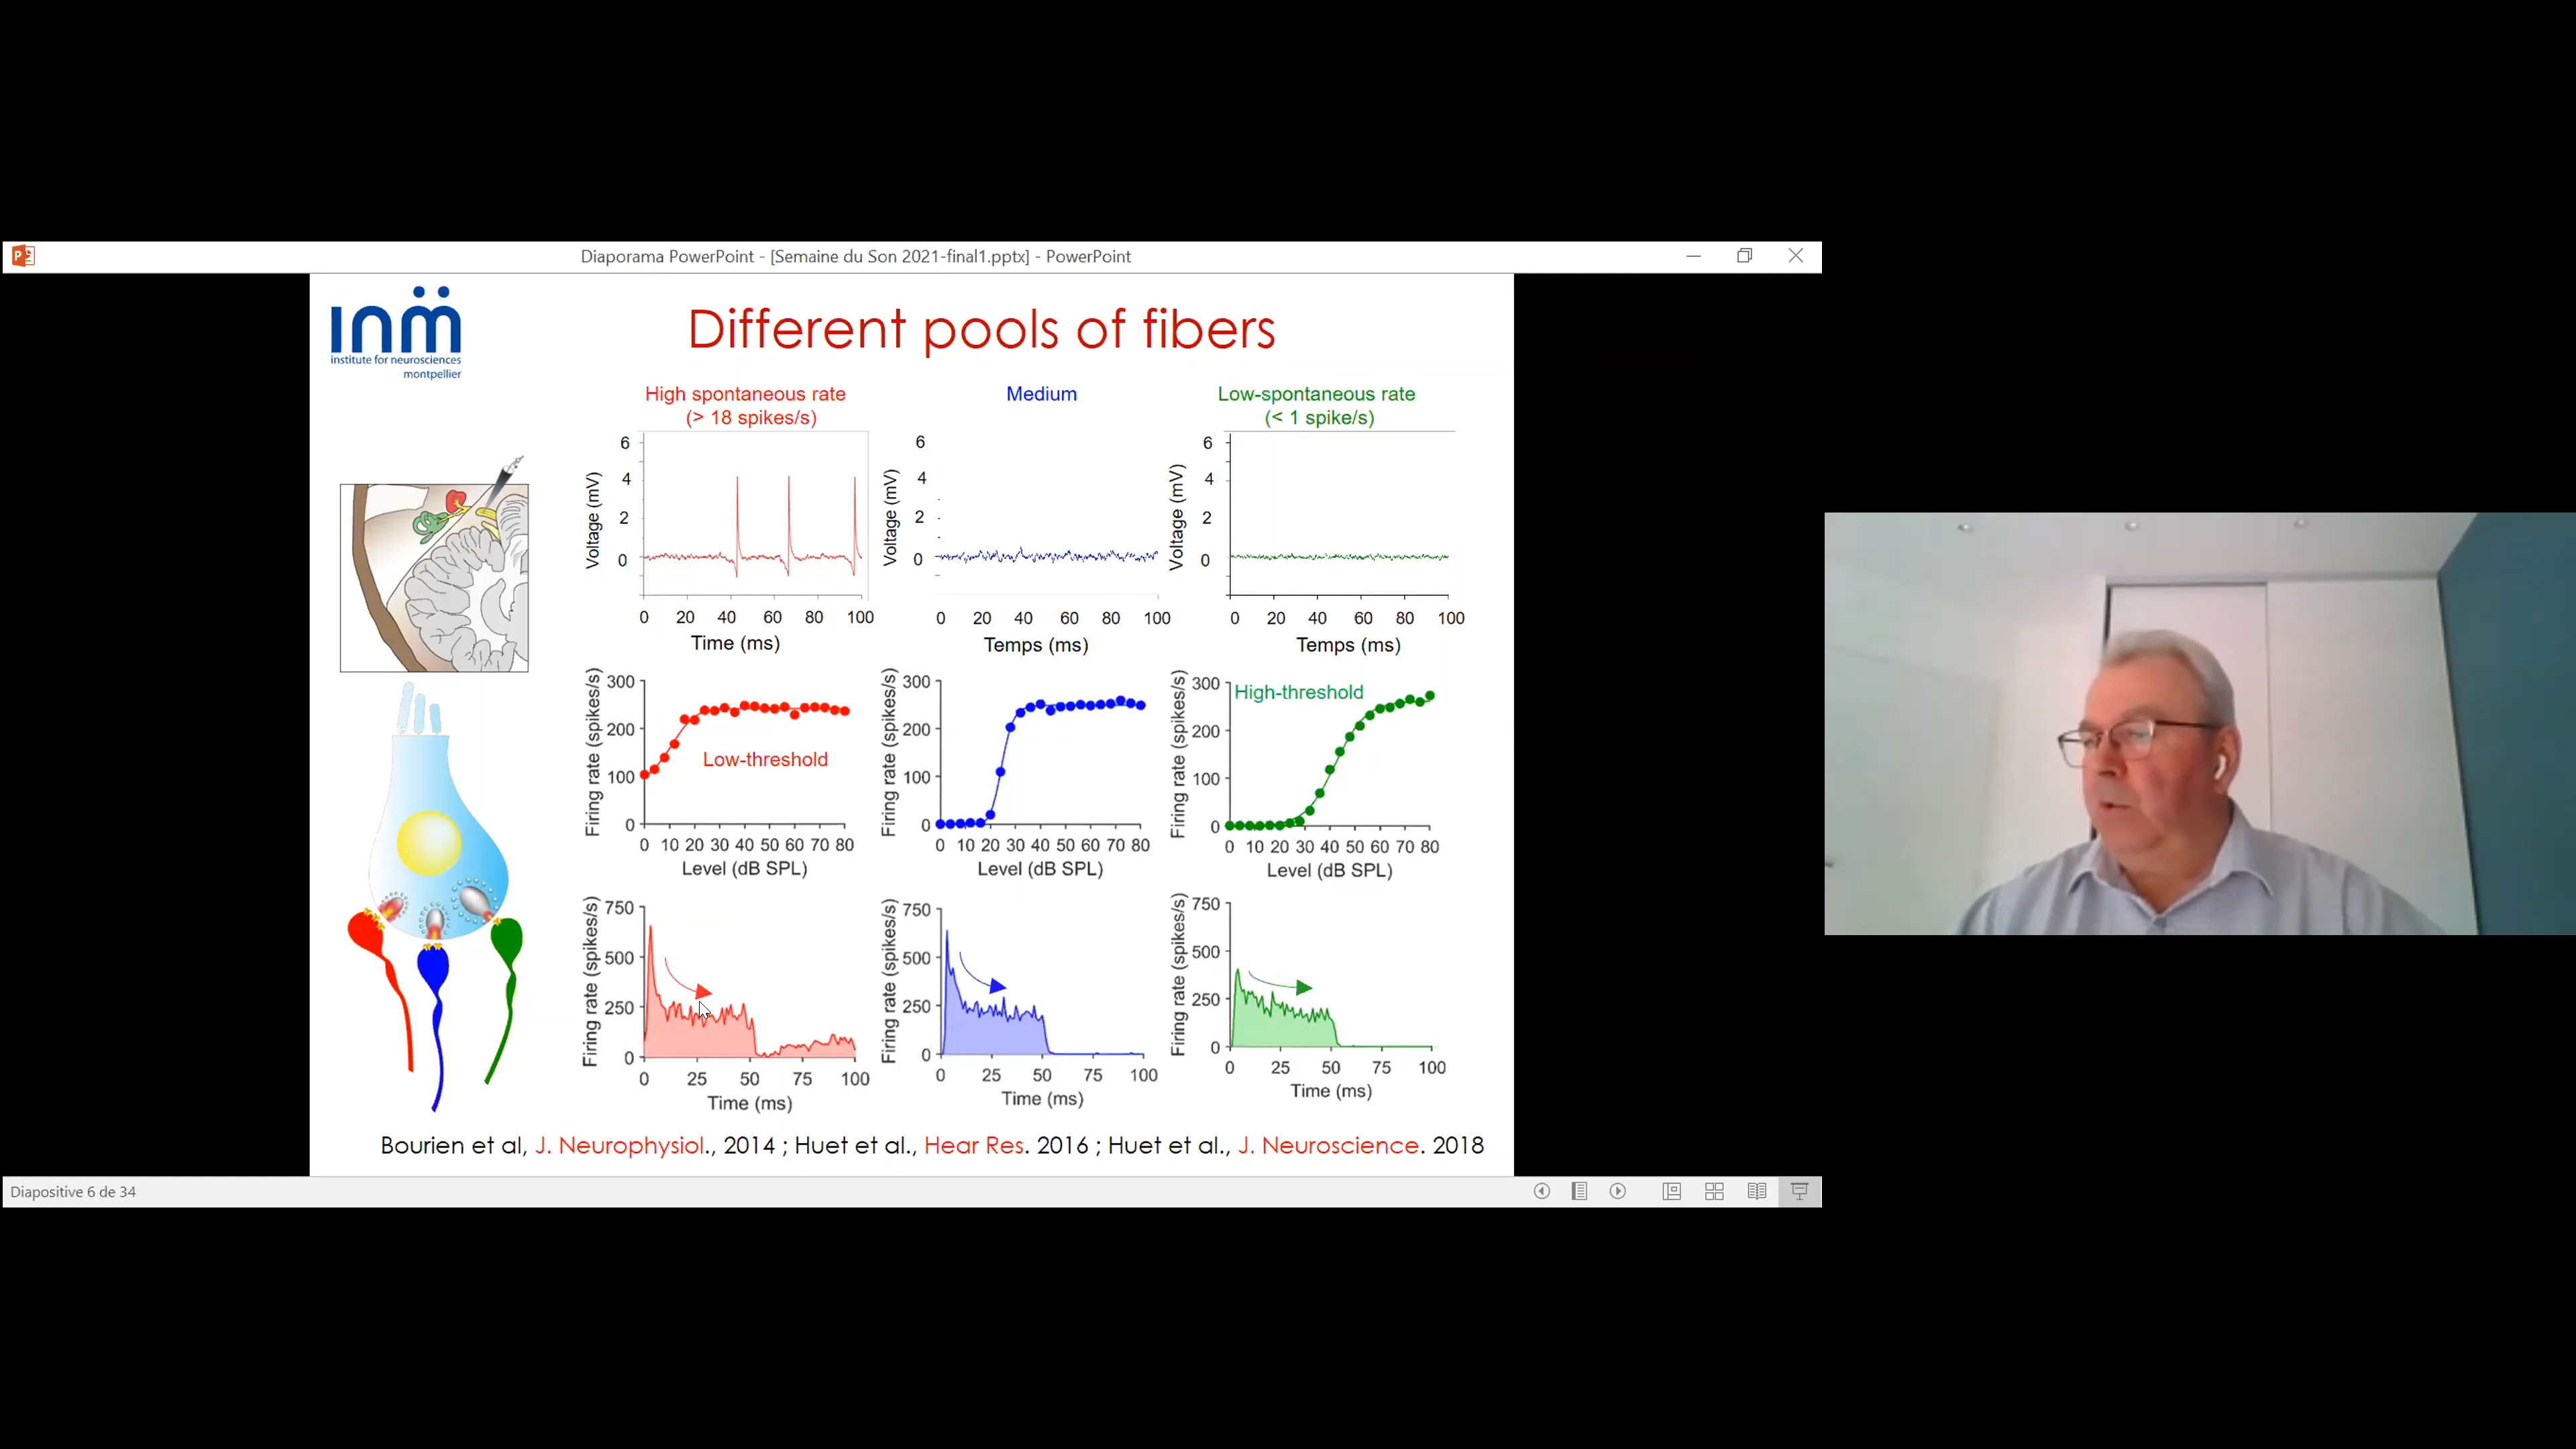 Diaporama PowerPoint - [Semaine du Son 2021-final1.pptx] - PowerPoint
ınm
institute for neurosciences
montpellier
Different pools of fibers
High spontaneous rate
(> 18 spikes/s)
Medium
Low-spontaneous rate
(< 1 spike/s)
Voltage (mV)
6
4
2
0
0 20 40 60 80 100
Time (ms)
Voltage (mV)
6
4
2
0
0 20 40 60 80 100
Temps (ms)
Voltage (mV)
6
4
2
0
0 20 40 60 80 100
Temps (ms)
Firing rate (spikes/s)
300
200
100
0
Low-threshold
0 10 20 30 40 50 60 70 80
Level (dB SPL)
Firing rate (spikes/s)
300
200
100
0
0 10 20 30 40 50 60 70 80
Level (dB SPL)
Firing rate (spikes/s)
300
200
100
0
High-threshold
0 10 20 30 40 50 60 70 80
Level (dB SPL)
Firing rate (spikes/s)
750
500
250
0
0 25 50 75 100
Time (ms)
Firing rate (spikes/s)
750
500
250
0
0 25 50 75 100
Time (ms)
Firing rate (spikes/s)
750
500
250
0
0 25 50 75 100
Time (ms)
Bourien et al, J. Neurophysiol., 2014 ; Huet et al., Hear Res. 2016 ; Huet et al., J. Neuroscience. 2018
Diapositive 6 de 34